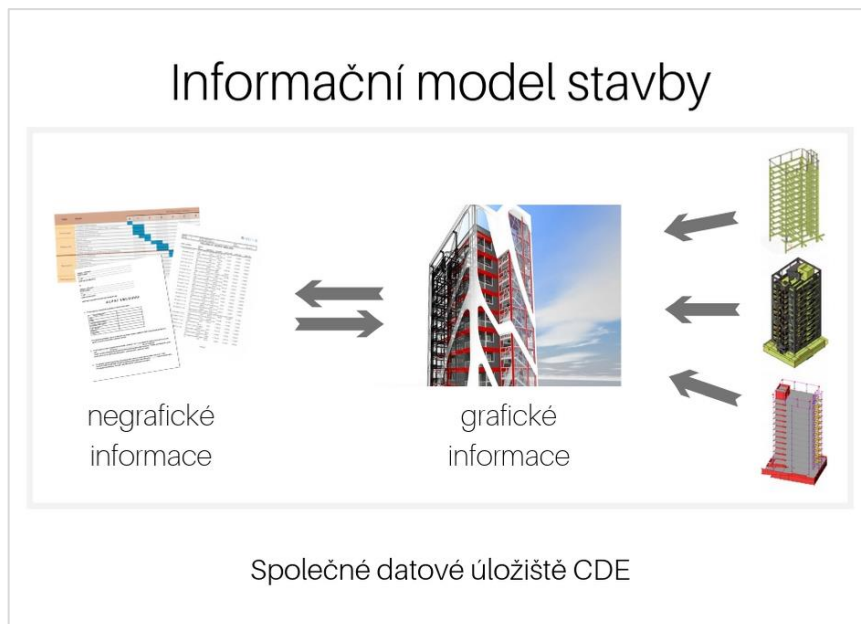 Informační model stavby
negrafické
informace
grafické
informace
Společné datové úložiště CDE